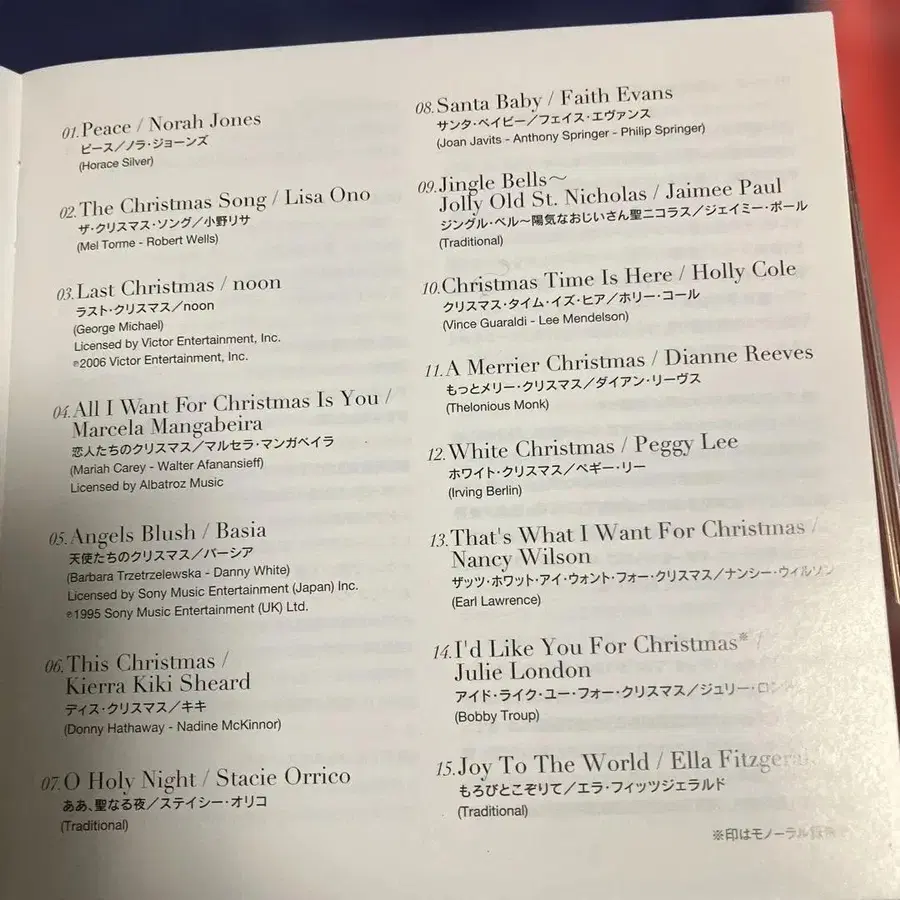 01.Peace / Norah Jones
ピース／ノラ・ジョーンズ
(Horace Silver)
02.The Christmas Song / Lisa Ono
ザ・クリスマス・ソング／小野リサ
(Mel Torme - Robert Wells)
03.Last Christmas / noon
ラスト・クリスマス／noon
(George Michael)
Licensed by Victor Entertainment, Inc.
℗2006 Victor Entertainment, Inc.
04.All I Want For Christmas Is You /
Marcela Mangabeira
恋人たちのクリスマス／マルセラ・マンガベイラ
(Mariah Carey - Walter Afanansieff)
Licensed by Albatroz Music
05.Angels Blush / Basia
天使たちのクリスマス／バーシア
(Barbara Trzetrzelewska - Danny White)
Licensed by Sony Music Entertainment (Japan) Inc.
℗1995 Sony Music Entertainment (UK) Ltd.
06.This Christmas /
Kierra Kiki Sheard
ディス・クリスマス／キキ
(Donny Hathaway - Nadine McKinnor)
07.O Holy Night / Stacie Orrico
ああ、聖なる夜／ステイシー・オリコ
(Traditional)
08.Santa Baby / Faith Evans
サンタ・ベイビー／フェイス・エヴァンス
(Joan Javits - Anthony Springer - Philip Springer)
09.Jingle Bells～
Jolly Old St. Nicholas / Jaimee Paul
ジングル・ベル～陽気なおじいさん聖ニコラス／ジェイミー・ポール
(Traditional)
10.Christmas Time Is Here / Holly Cole
クリスマス・タイム・イズ・ヒア／ホリー・コール
(Vince Guaraldi - Lee Mendelson)
11.A Merrier Christmas / Dianne Reeves
もっとメリー・クリスマス／ダイアン・リーヴス
(Thelonious Monk)
12.White Christmas / Peggy Lee
ホワイト・クリスマス／ペギー・リー
(Irving Berlin)
13.That's What I Want For Christmas /
Nancy Wilson
ザッツ・ホワット・アイ・ウォント・フォー・クリスマス／ナンシー・ウィルソン
(Earl Lawrence)
14.I'd Like You For Christmas※ /
Julie London
アイド・ライク・ユー・フォー・クリスマス／ジュリー・ロンドン
(Bobby Troup)
15.Joy To The World / Ella Fitzgerald
もろびとこぞりて／エラ・フィッツジェラルド
(Traditional)
※印はモノーラル録音